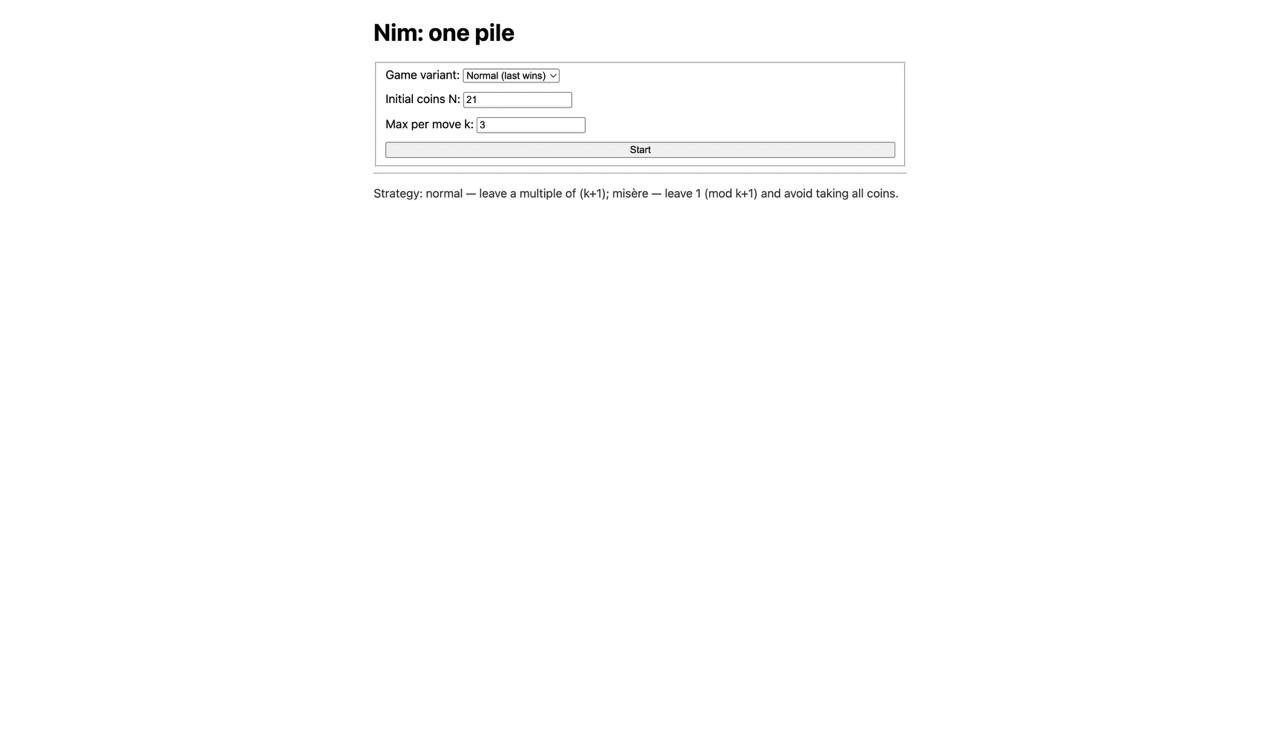 Nim: one pile
Game variant: Normal (last wins)
Initial coins N: 21
Max per move k: 3
Start
Strategy: normal — leave a multiple of (k+1); misère — leave 1 (mod k+1) and avoid taking all coins.